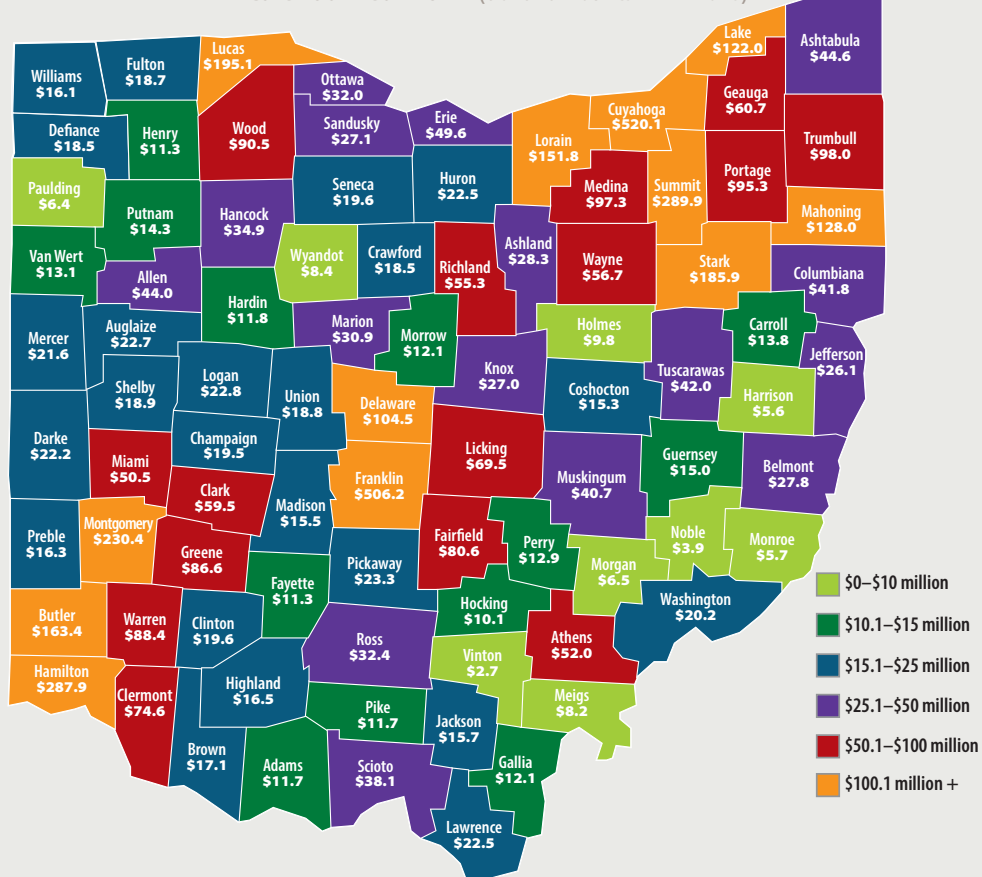 Lake
$122.0
Ashtabula
$44.6
Lucas
$195.1
Fulton
$18.7
Williams
$16.1
Ottawa
$32.0
Geauga
$60.7
Cuyahoga
$520.1
Erie
$49.6
Sandusky
$27.1
Wood
$90.5
Henry
$11.3
Defiance
$18.5
Lorain
$151.8
Trumbull
$98.0
Portage
$95.3
Summit
$289.9
Medina
$97.3
Huron
$22.5
Seneca
$19.6
Paulding
$6.4
Putnam
$14.3
Hancock
$34.9
Mahoning
$128.0
Wyandot
$8.4
Crawford
$18.5
Richland
$55.3
Ashland
$28.3
Wayne
$56.7
Stark
$185.9
Columbiana
$41.8
Van Wert
$13.1
Allen
$44.0
Hardin
$11.8
Marion
$30.9
Morrow
$12.1
Holmes
$9.8
Carroll
$13.8
Jefferson
$26.1
Mercer
$21.6
Auglaize
$22.7
Logan
$22.8
Union
$18.8
Knox
$27.0
Tuscarawas
$42.0
Harrison
$5.6
Shelby
$18.9
Delaware
$104.5
Coshocton
$15.3
Darke
$22.2
Miami
$50.5
Champaign
$19.5
Licking
$69.5
Guernsey
$15.0
Belmont
$27.8
Clark
$59.5
Madison
$15.5
Franklin
$506.2
Muskingum
$40.7
Preble
$16.3
Montgomery
$230.4
Greene
$86.6
Fairfield
$80.6
Perry
$12.9
Noble
$3.9
Monroe
$5.7
Fayette
$11.3
Pickaway
$23.3
Morgan
$6.5
Washington
$20.2
Butler
$163.4
Warren
$88.4
Clinton
$19.6
Hocking
$10.1
Athens
$52.0
Ross
$32.4
Vinton
$2.7
Hamilton
$287.9
Clermont
$74.6
Highland
$16.5
Pike
$11.7
Jackson
$15.7
Meigs
$8.2
Brown
$17.1
Adams
$11.7
Scioto
$38.1
Gallia
$12.1
Lawrence
$22.5
$0–$10 million
$10.1–$15 million
$15.1–$25 million
$25.1–$50 million
$50.1–$100 million
$100.1 million +